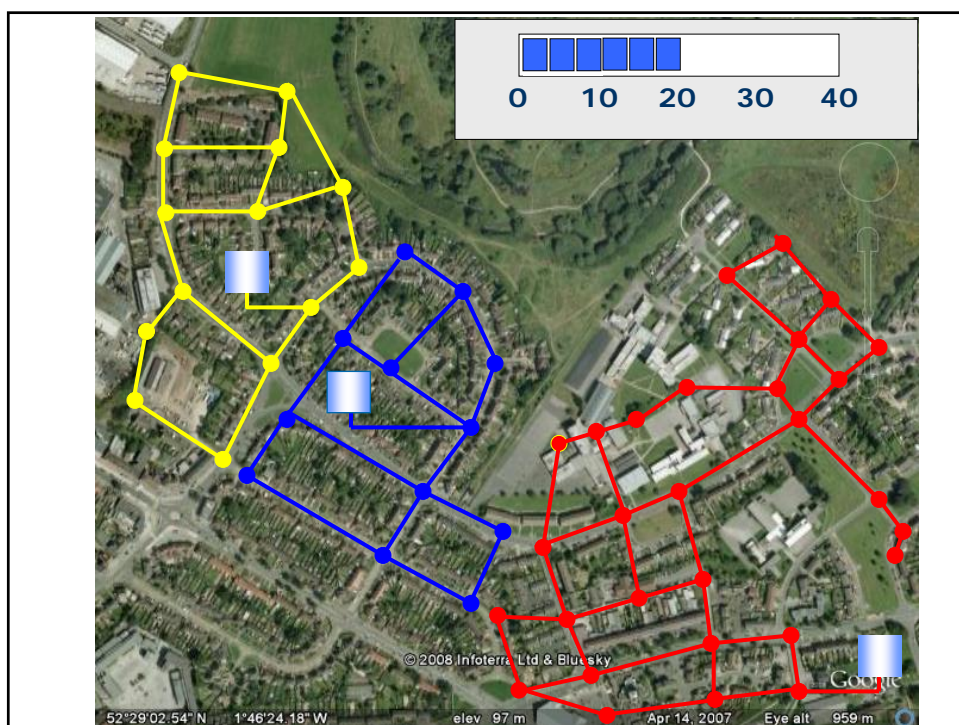 0 10 20 30 40
© 2008 Infoterra Ltd & Bluesky
Google
52°29'02.54" N 1°46'24.18" W elev 97 m Apr 14, 2007 Eye alt 959 m